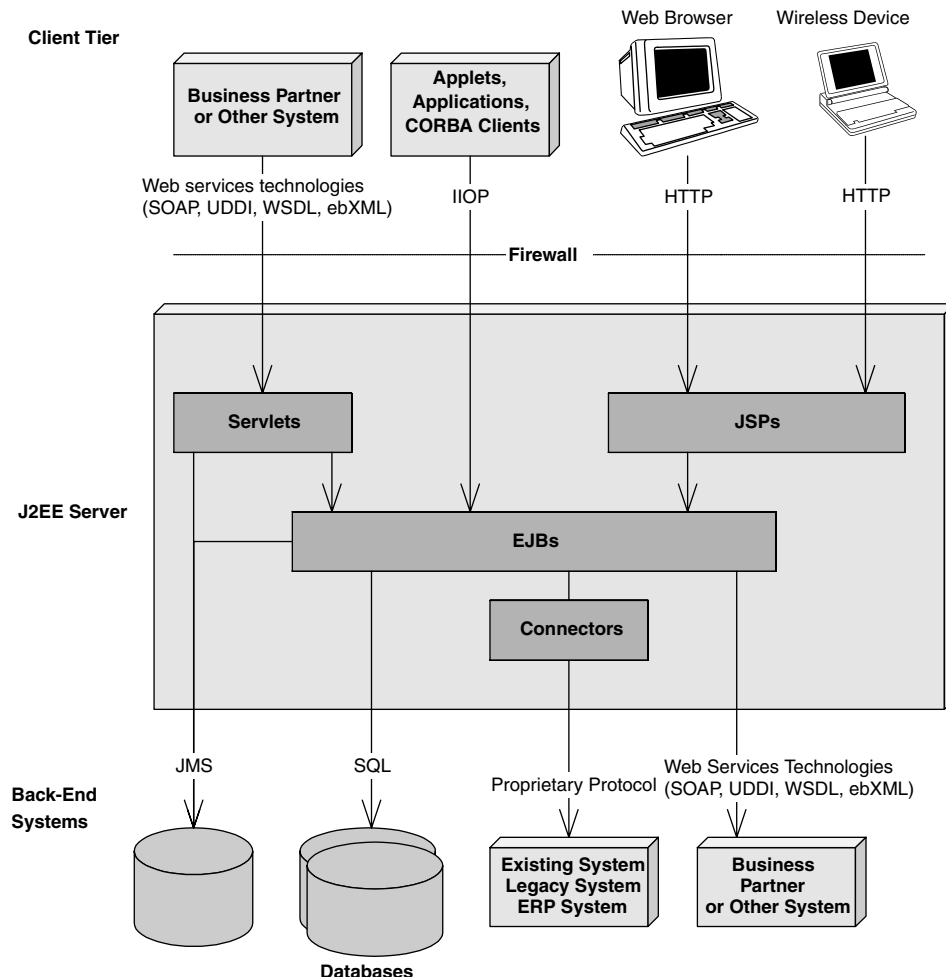 Web Browser
Wireless Device
Client Tier
Business Partner
or Other System
Applets,
Applications,
CORBA Clients
Web services technologies
(SOAP, UDDI, WSDL, ebXML)
IIOP
HTTP
HTTP
Firewall
Servlets
JSPs
J2EE Server
EJBs
Connectors
JMS
SQL
Proprietary Protocol
Web Services Technologies
(SOAP, UDDI, WSDL, ebXML)
Back-End
Systems
Existing System
Legacy System
ERP System
Business
Partner
or Other System
Databases